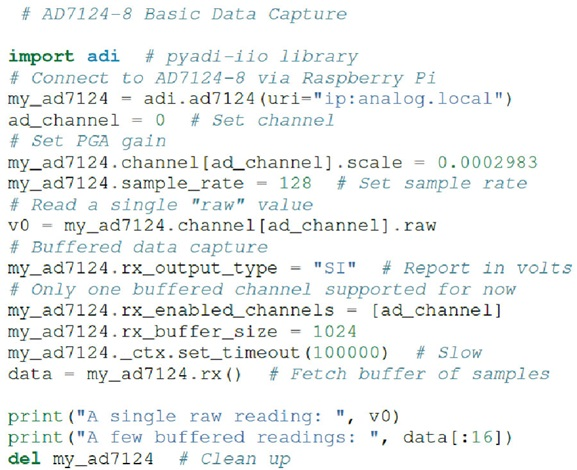 # AD7124-8 Basic Data Capture
import adi  # pyadi-iio library
# Connect to AD7124-8 via Raspberry Pi
my_ad7124 = adi.ad7124(uri="ip:analog.local")
ad_channel = 0  # Set channel
# Set PGA gain
my_ad7124.channel[ad_channel].scale = 0.0002983
my_ad7124.sample_rate = 128  # Set sample rate
# Read a single "raw" value
v0 = my_ad7124.channel[ad_channel].raw
# Buffered data capture
my_ad7124.rx_output_type = "SI"  # Report in volts
# Only one buffered channel supported for now
my_ad7124.rx_enabled_channels = [ad_channel]
my_ad7124.rx_buffer_size = 1024
my_ad7124._ctx.set_timeout(100000)  # Slow
data = my_ad7124.rx()  # Fetch buffer of samples
print("A single raw reading: ", v0)
print("A few buffered readings: ", data[:16])
del my_ad7124  # Clean up